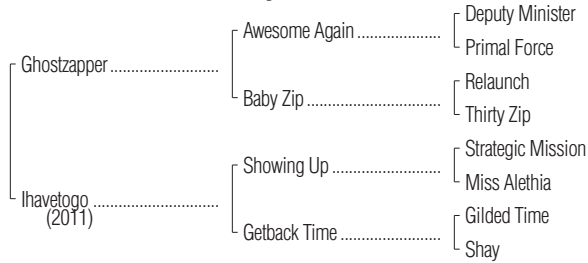 Deputy Minister
Awesome Again ....................
Primal Force
Ghostzapper ..........................
Relaunch
Baby Zip .................................
Thirty Zip
Strategic Mission
Showing Up ...........................
Miss Alethia
Ihavetogo ..............................
(2011)
Gilded Time
Getback Time ........................
Shay